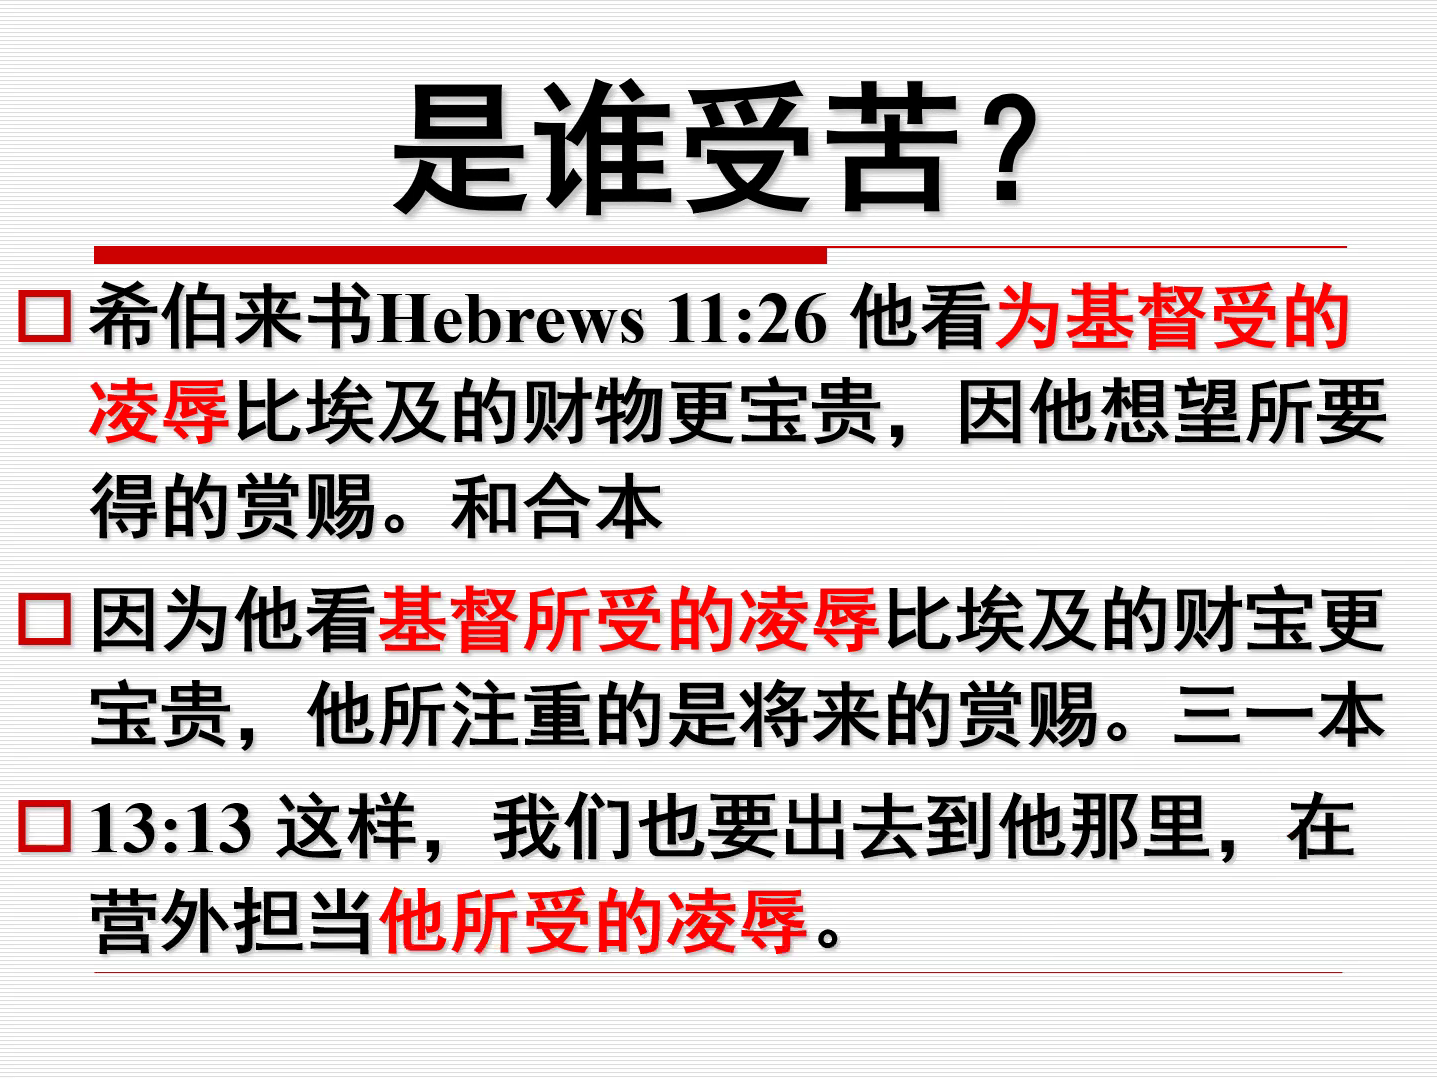 是谁受苦?
希伯来书Hebrews 11:26 他看为基督受的
凌辱比埃及的财物更宝贵，因他想望所要
得的赏赐。和合本
因为他看基督所受的凌辱比埃及的财宝更
宝贵，他所注重的是将来的赏赐。三一本
13:13 这样，我们也要出去到他那里，在
营外担当他所受的凌辱。